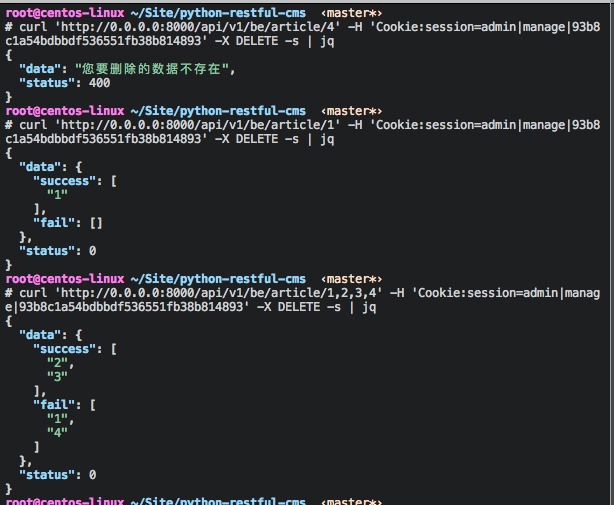 root@centos-linux ~/Site/python-restful-cms ‹master*›
# curl 'http://0.0.0.0:8000/api/v1/be/article/4' -H 'Cookie:session=admin|manage|93b8
c1a54bdbbdf536551fb38b814893' -X DELETE -s | jq
{
  "data": "您要删除的数据不存在",
  "status": 400
}
root@centos-linux ~/Site/python-restful-cms ‹master*›
# curl 'http://0.0.0.0:8000/api/v1/be/article/1' -H 'Cookie:session=admin|manage|93b8
c1a54bdbbdf536551fb38b814893' -X DELETE -s | jq
{
  "data": {
    "success": [
      "1"
    ],
    "fail": []
  },
  "status": 0
}
root@centos-linux ~/Site/python-restful-cms ‹master*›
# curl 'http://0.0.0.0:8000/api/v1/be/article/1,2,3,4' -H 'Cookie:session=admin|manag
e|93b8c1a54bdbbdf536551fb38b814893' -X DELETE -s | jq
{
  "data": {
    "success": [
      "2",
      "3"
    ],
    "fail": [
      "1",
      "4"
    ]
  },
  "status": 0
}
root@centos-linux ~/Site/python-restful-cms ‹master*›